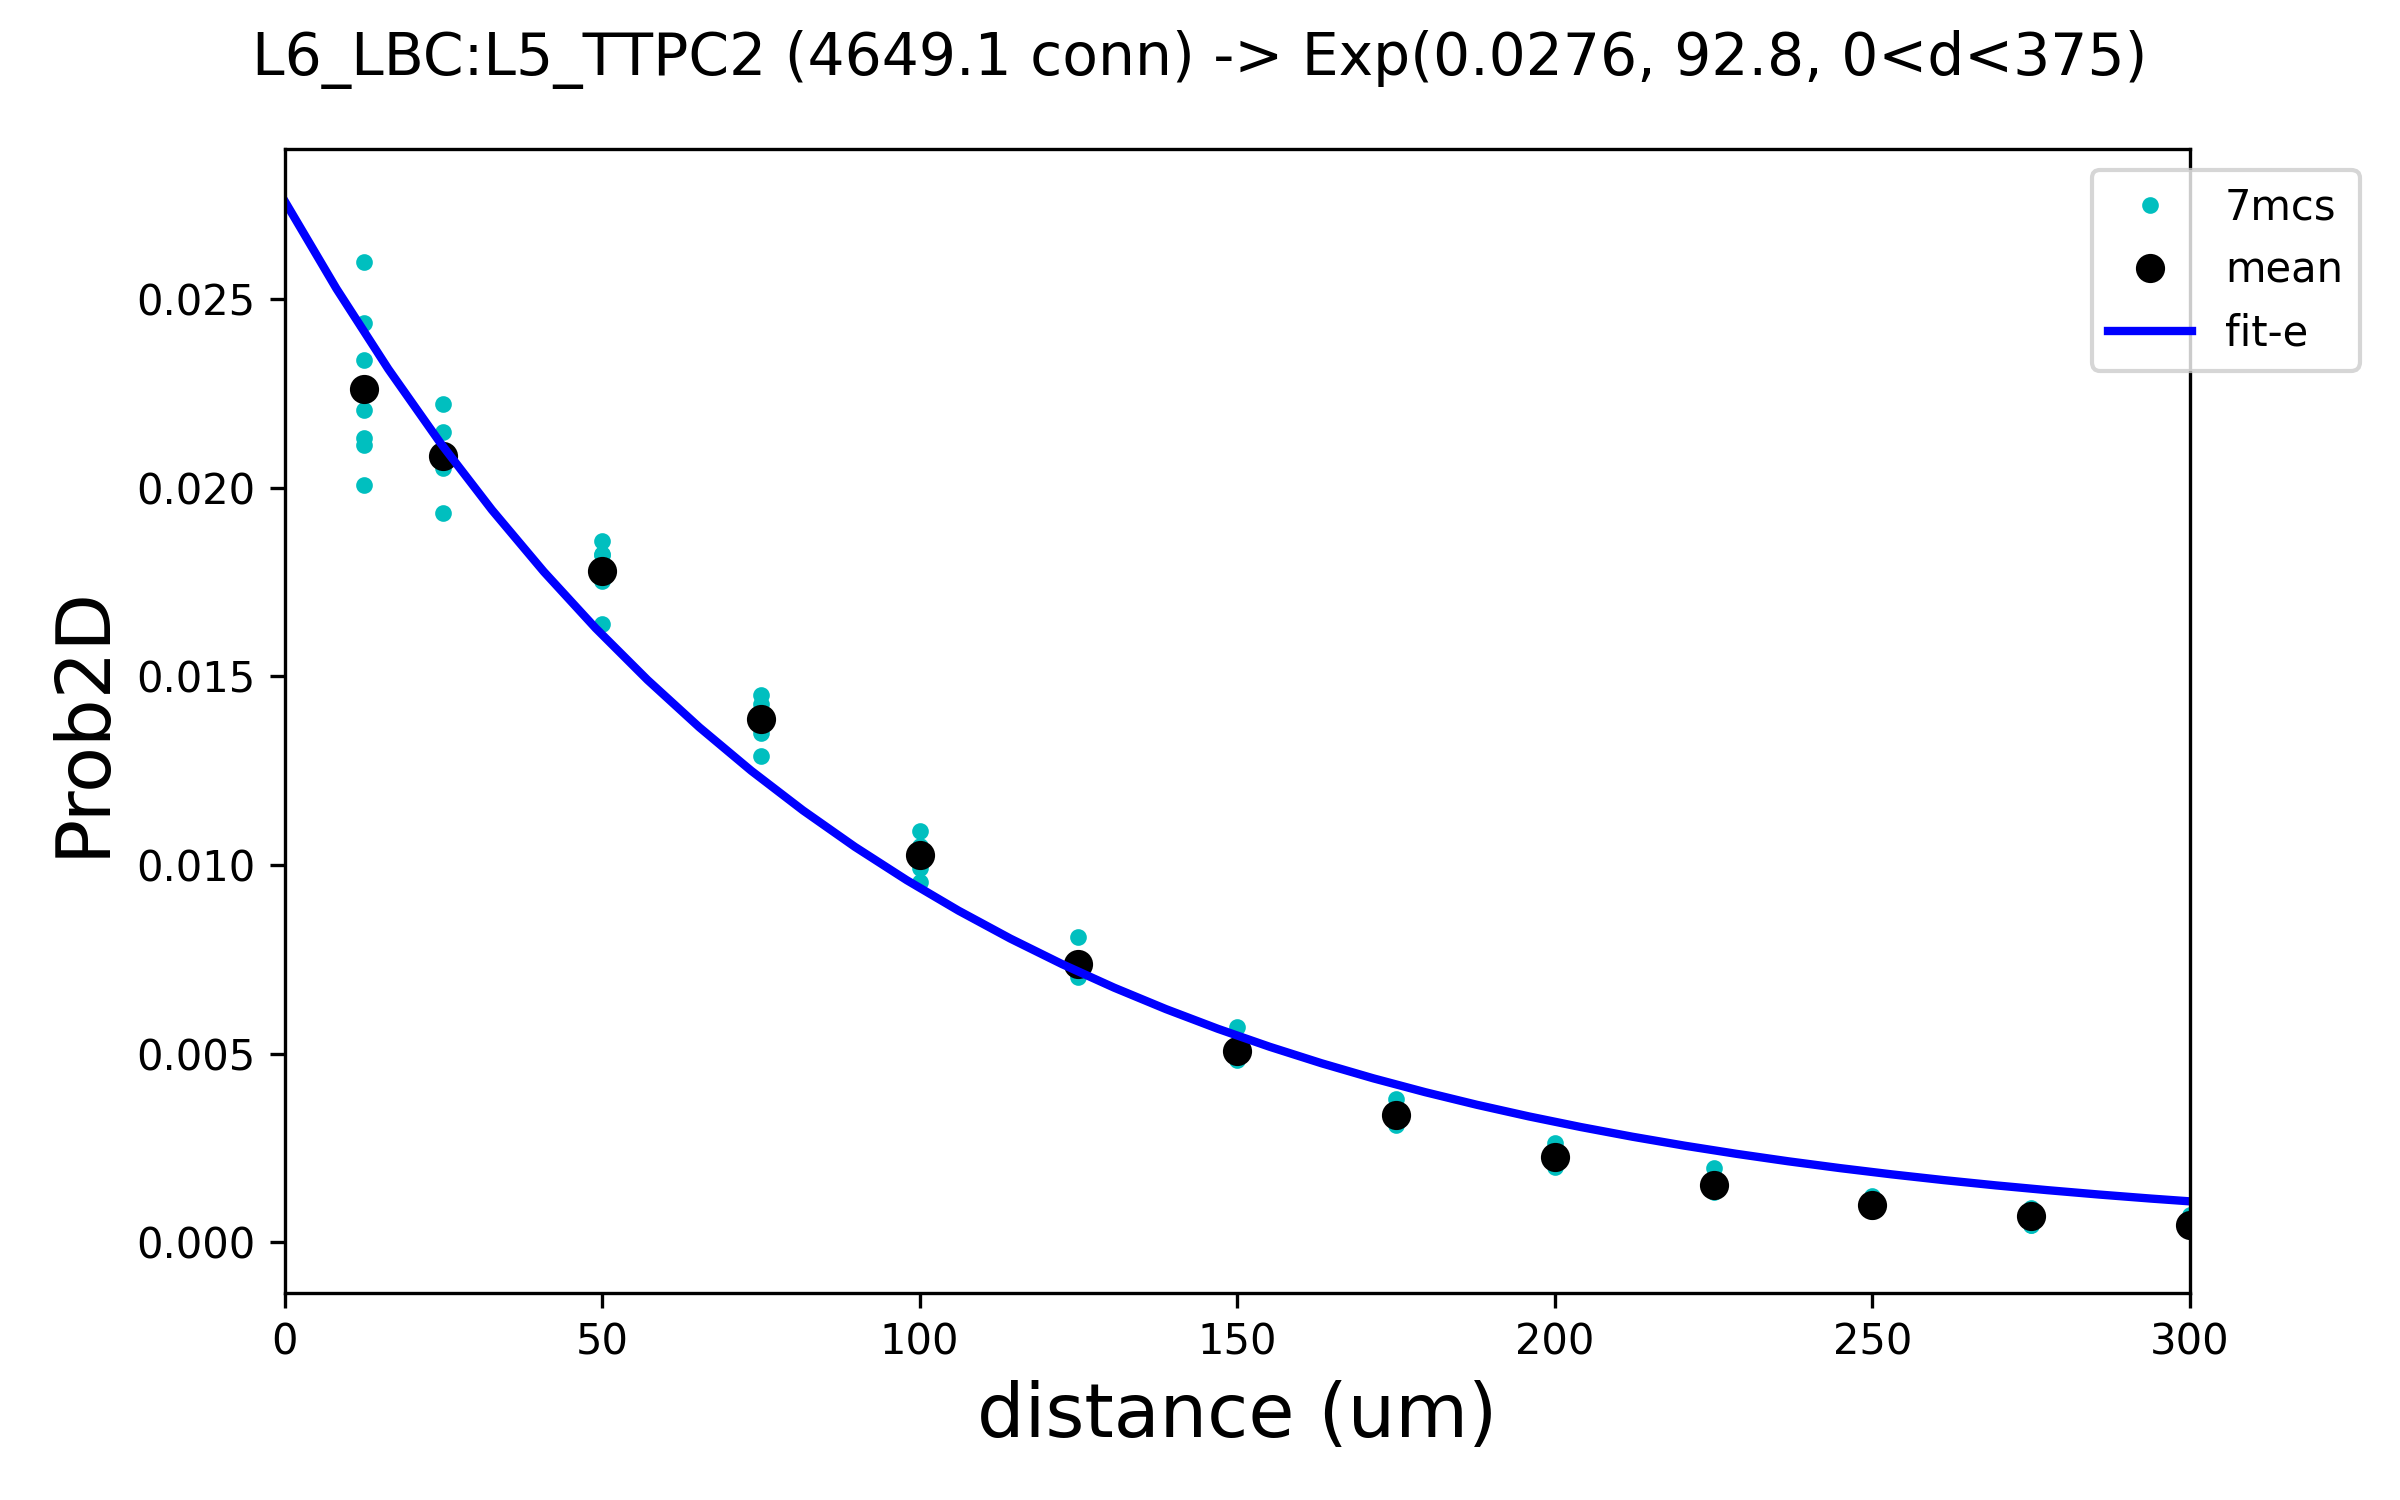 L6_LBC:L5_TTPC2 (4649.1 conn) -> Exp(0.0276, 92.8, 0<d<375)
7mcs
mean
fit-e
0.025
0.020
0.015
0.010
0.005
0.000
Prob2D
0 50 100 150 200 250 300
distance (um)